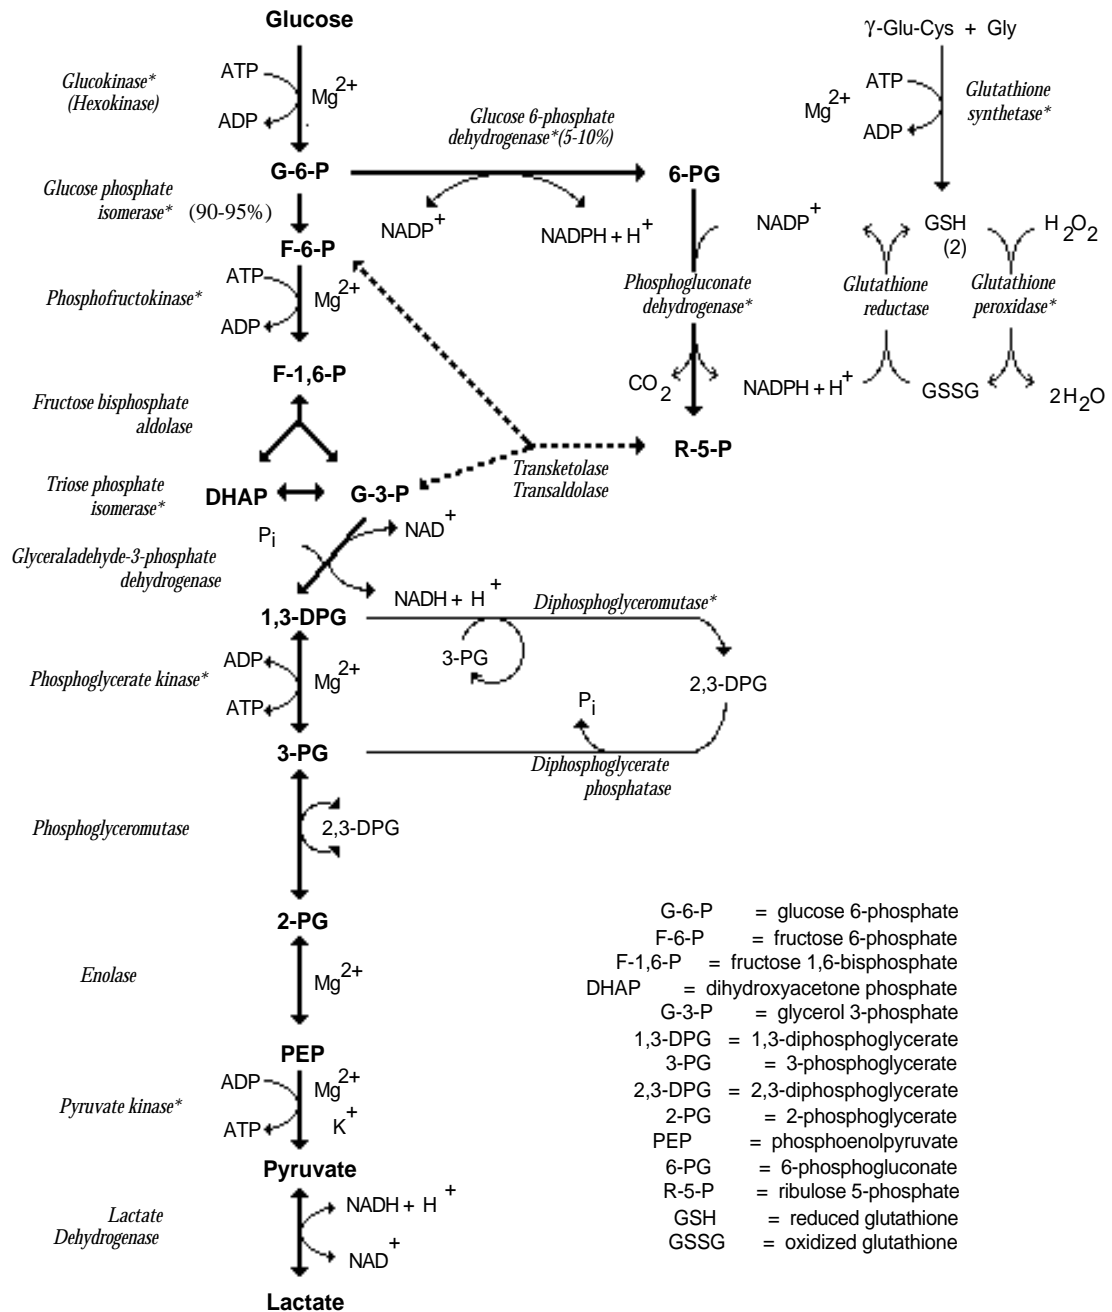 Glucose
γ-Glu-Cys + Gly
Glucokinase*
(Hexokinase)
ATP
Mg2+
ADP
Glucose 6-phosphate
dehydrogenase*(5-10%)
Mg2+
ATP
ADP
Glutathione
synthetase*
G-6-P
6-PG
Glucose phosphate
isomerase*
(90-95%)
NADP+
NADPH + H+
NADP+
GSH
(2)
H2O2
F-6-P
Phosphofructokinase*
ATP
Mg2+
ADP
Phosphogluconate
dehydrogenase*
Glutathione
reductase
Glutathione
peroxidase*
F-1,6-P
CO2
NADPH + H+
GSSG
2H2O
Fructose bisphosphate
aldolase
R-5-P
Transketolase
Transaldolase
Triose phosphate
isomerase*
DHAP
G-3-P
Pi
NAD+
Glyceraladehyde-3-phosphate
dehydrogenase
NADH + H+
1,3-DPG
Diphosphoglyceromutase*
3-PG
2,3-DPG
Phosphoglycerate kinase*
ADP
Mg2+
ATP
Pi
3-PG
Diphosphoglycerate
phosphatase
Phosphoglyceromutase
2,3-DPG
2-PG
Enolase
Mg2+
PEP
Pyruvate kinase*
ADP
Mg2+
ATP
K+
Pyruvate
Lactate
Dehydrogenase
NADH + H+
NAD+
Lactate
G-6-P = glucose 6-phosphate
F-6-P = fructose 6-phosphate
F-1,6-P = fructose 1,6-bisphosphate
DHAP = dihydroxyacetone phosphate
G-3-P = glycerol 3-phosphate
1,3-DPG = 1,3-diphosphoglycerate
3-PG = 3-phosphoglycerate
2,3-DPG = 2,3-diphosphoglycerate
2-PG = 2-phosphoglycerate
PEP = phosphoenolpyruvate
6-PG = 6-phosphogluconate
R-5-P = ribulose 5-phosphate
GSH = reduced glutathione
GSSG = oxidized glutathione